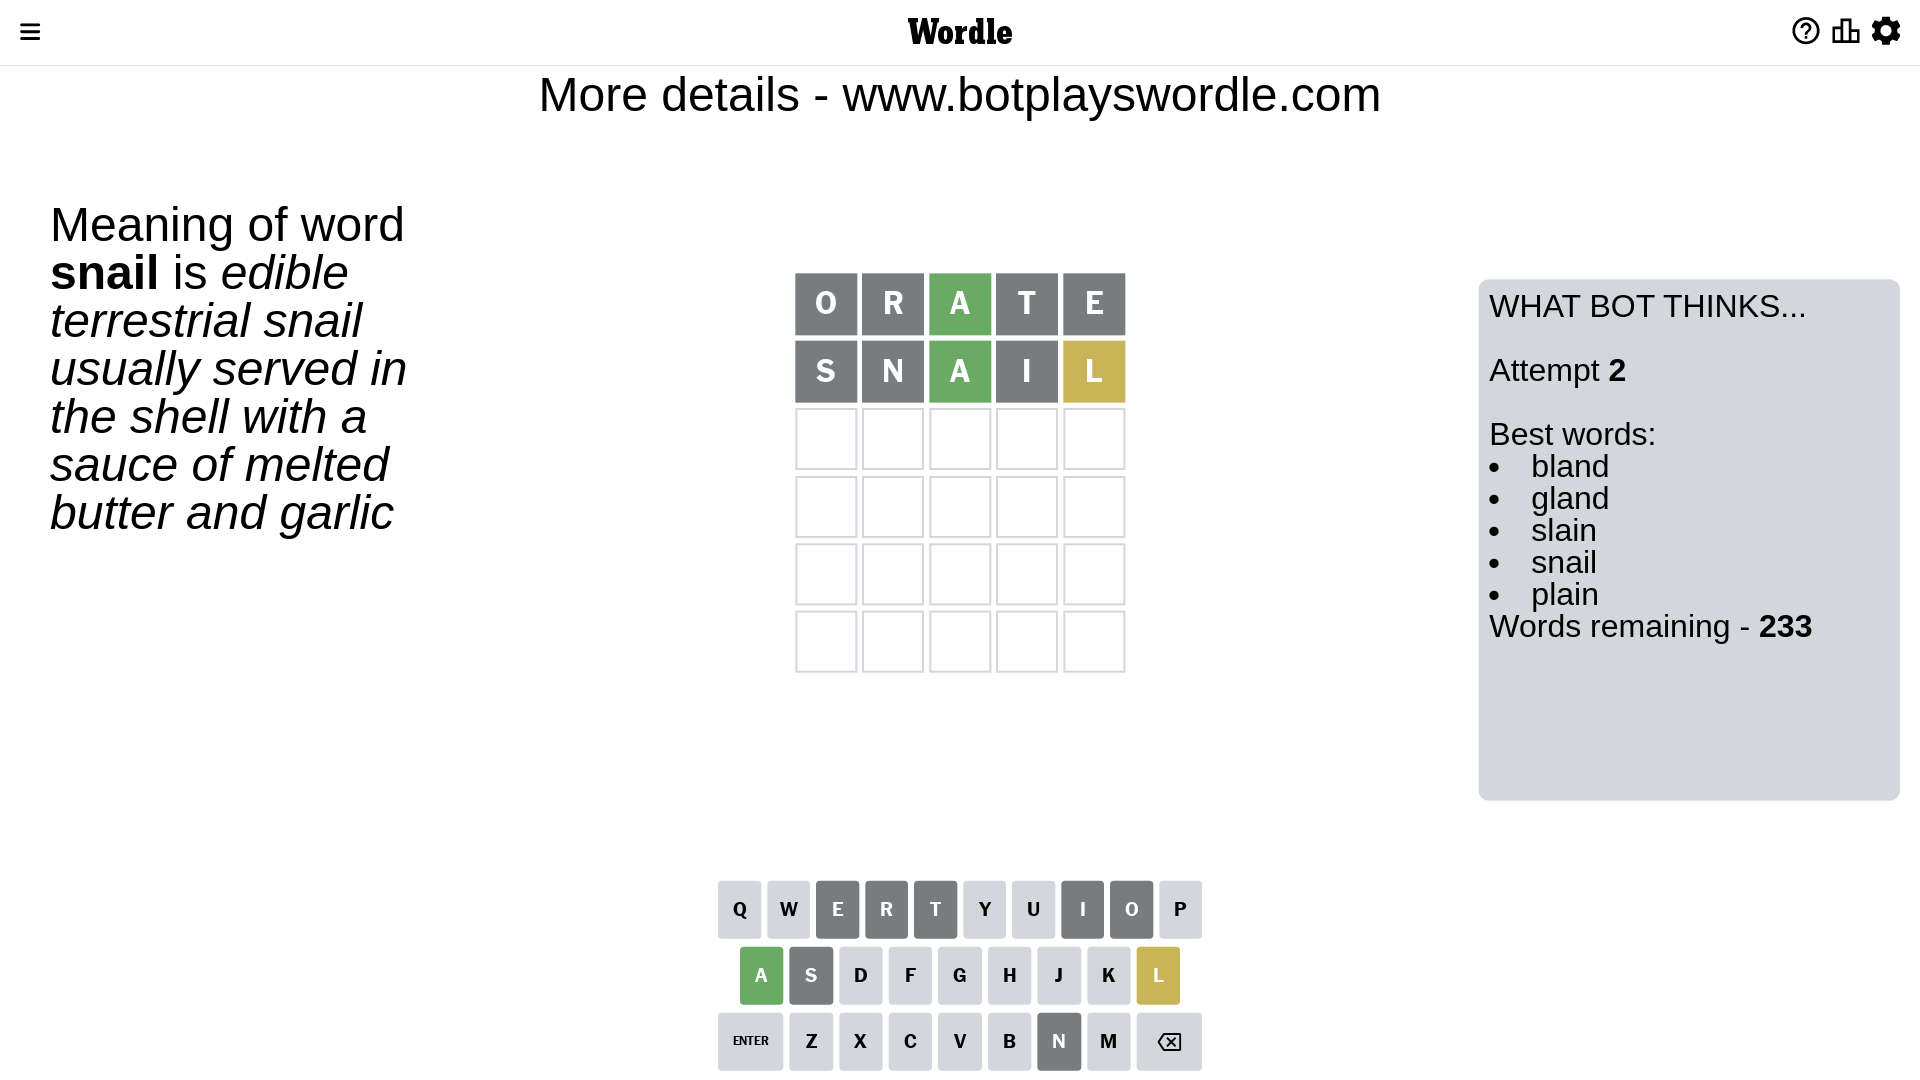 Wordle
More details - www.botplayswordle.com
Meaning of word
snail is edible
terrestrial snail
usually served in
the shell with a
sauce of melted
butter and garlic
O R A T E
S N A I L
WHAT BOT THINKS...
Attempt 2
Best words:
• bland
• gland
• slain
• snail
• plain
Words remaining - 233
Q W E R T Y U I O P
A S D F G H J K L
ENTER Z X C V B N M